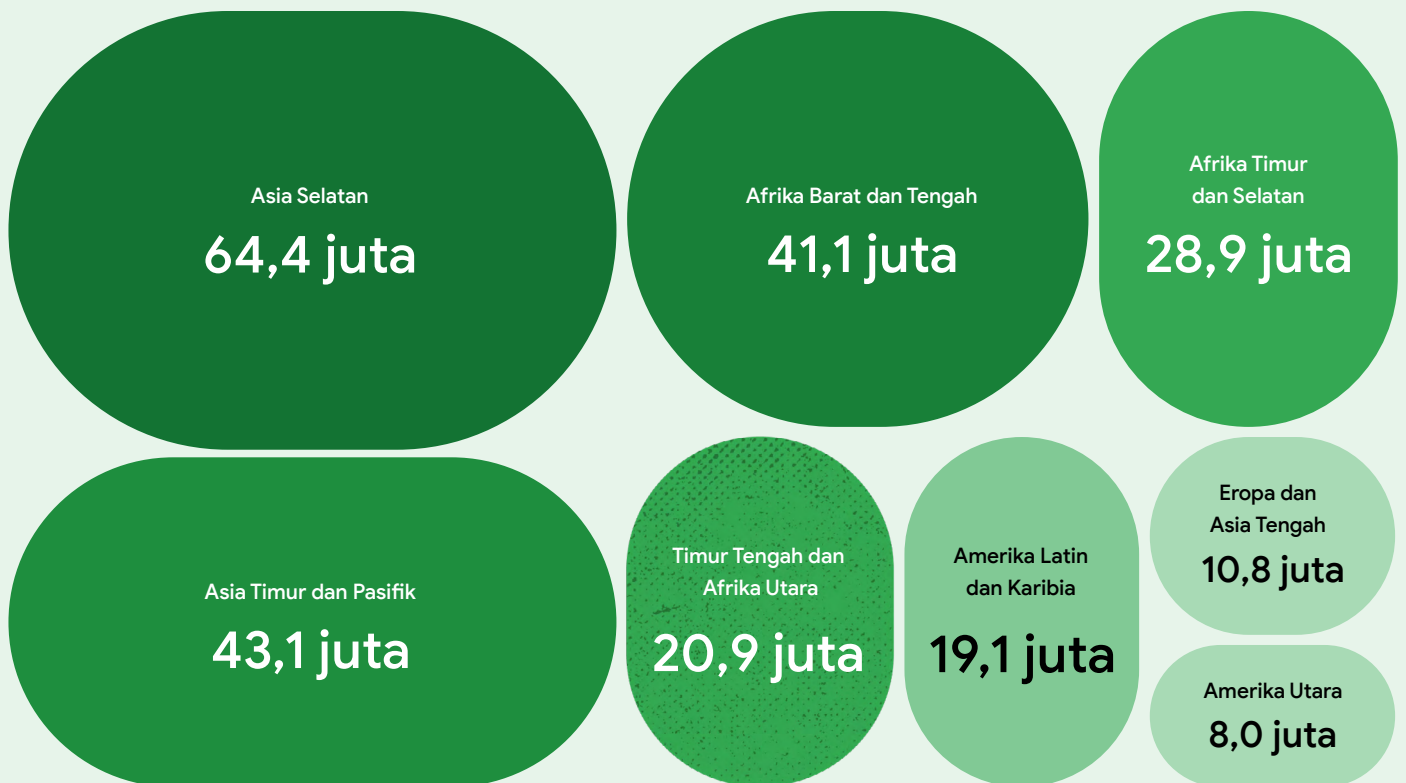 Asia Selatan
64,4 juta
Afrika Barat dan Tengah
41,1 juta
Afrika Timur
dan Selatan
28,9 juta
Asia Timur dan Pasifik
43,1 juta
Timur Tengah dan
Afrika Utara
20,9 juta
Amerika Latin
dan Karibia
19,1 juta
Eropa dan
Asia Tengah
10,8 juta
Amerika Utara
8,0 juta